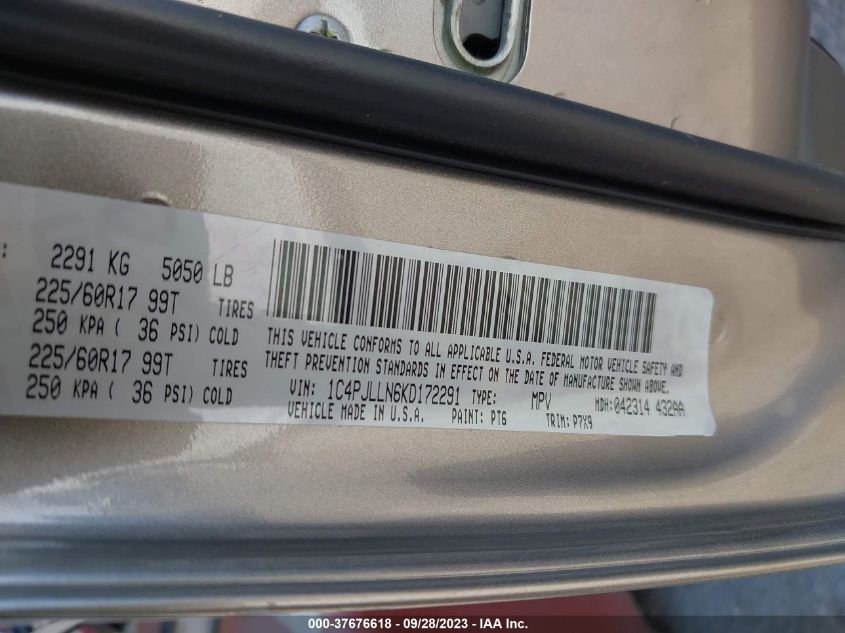 :
2291 KG 5050 LB
225/60R17 99T TIRES
250 KPA ( 36 PSI) COLD
225/60R17 99T TIRES
250 KPA ( 36 PSI) COLD
THIS VEHICLE CONFORMS TO ALL APPLICABLE U.S.A. FEDERAL MOTOR VEHICLE SAFETY AND
THEFT PREVENTION STANDARDS IN EFFECT ON THE DATE OF MANUFACTURE SHOWN ABOVE.
VIN: 1C4PJLLN6KD172291 TYPE: MPV MDH:042314 432AA
VEHICLE MADE IN U.S.A. PAINT: PT6 TRIM: P7X9
000-37676618 - 09/28/2023 - IAA Inc.